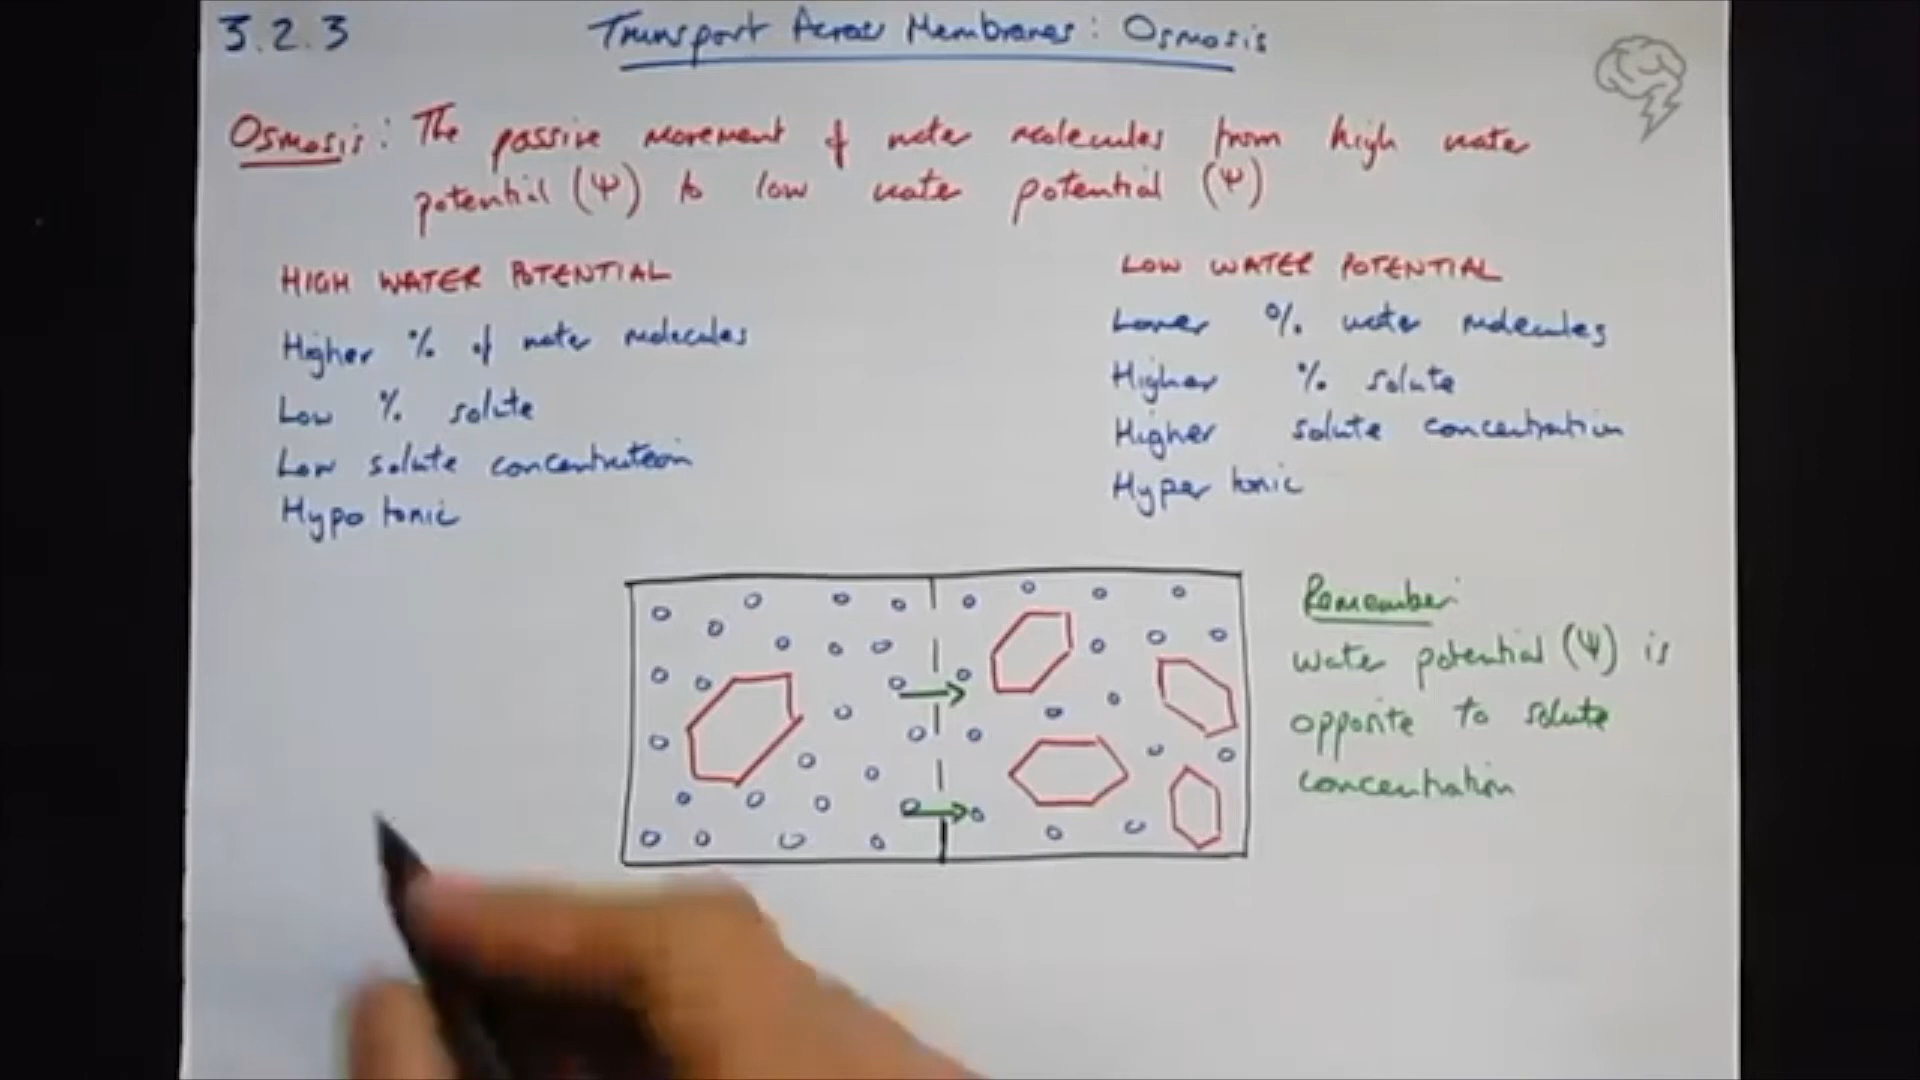 3.2.3
Transport Across Membranes: Osmosis
Osmosis: The passive movement of water molecules from high water
potential (Ψ) to low water potential (Ψ)
HIGH WATER POTENTIAL
Higher % of water molecules
Low % solute
Low solute concentration
Hypotonic
LOW WATER POTENTIAL
Lower % water molecules
Higher % solute
Higher solute concentration
Hypertonic
Remember:
water potential (Ψ) is
opposite to solute
concentration